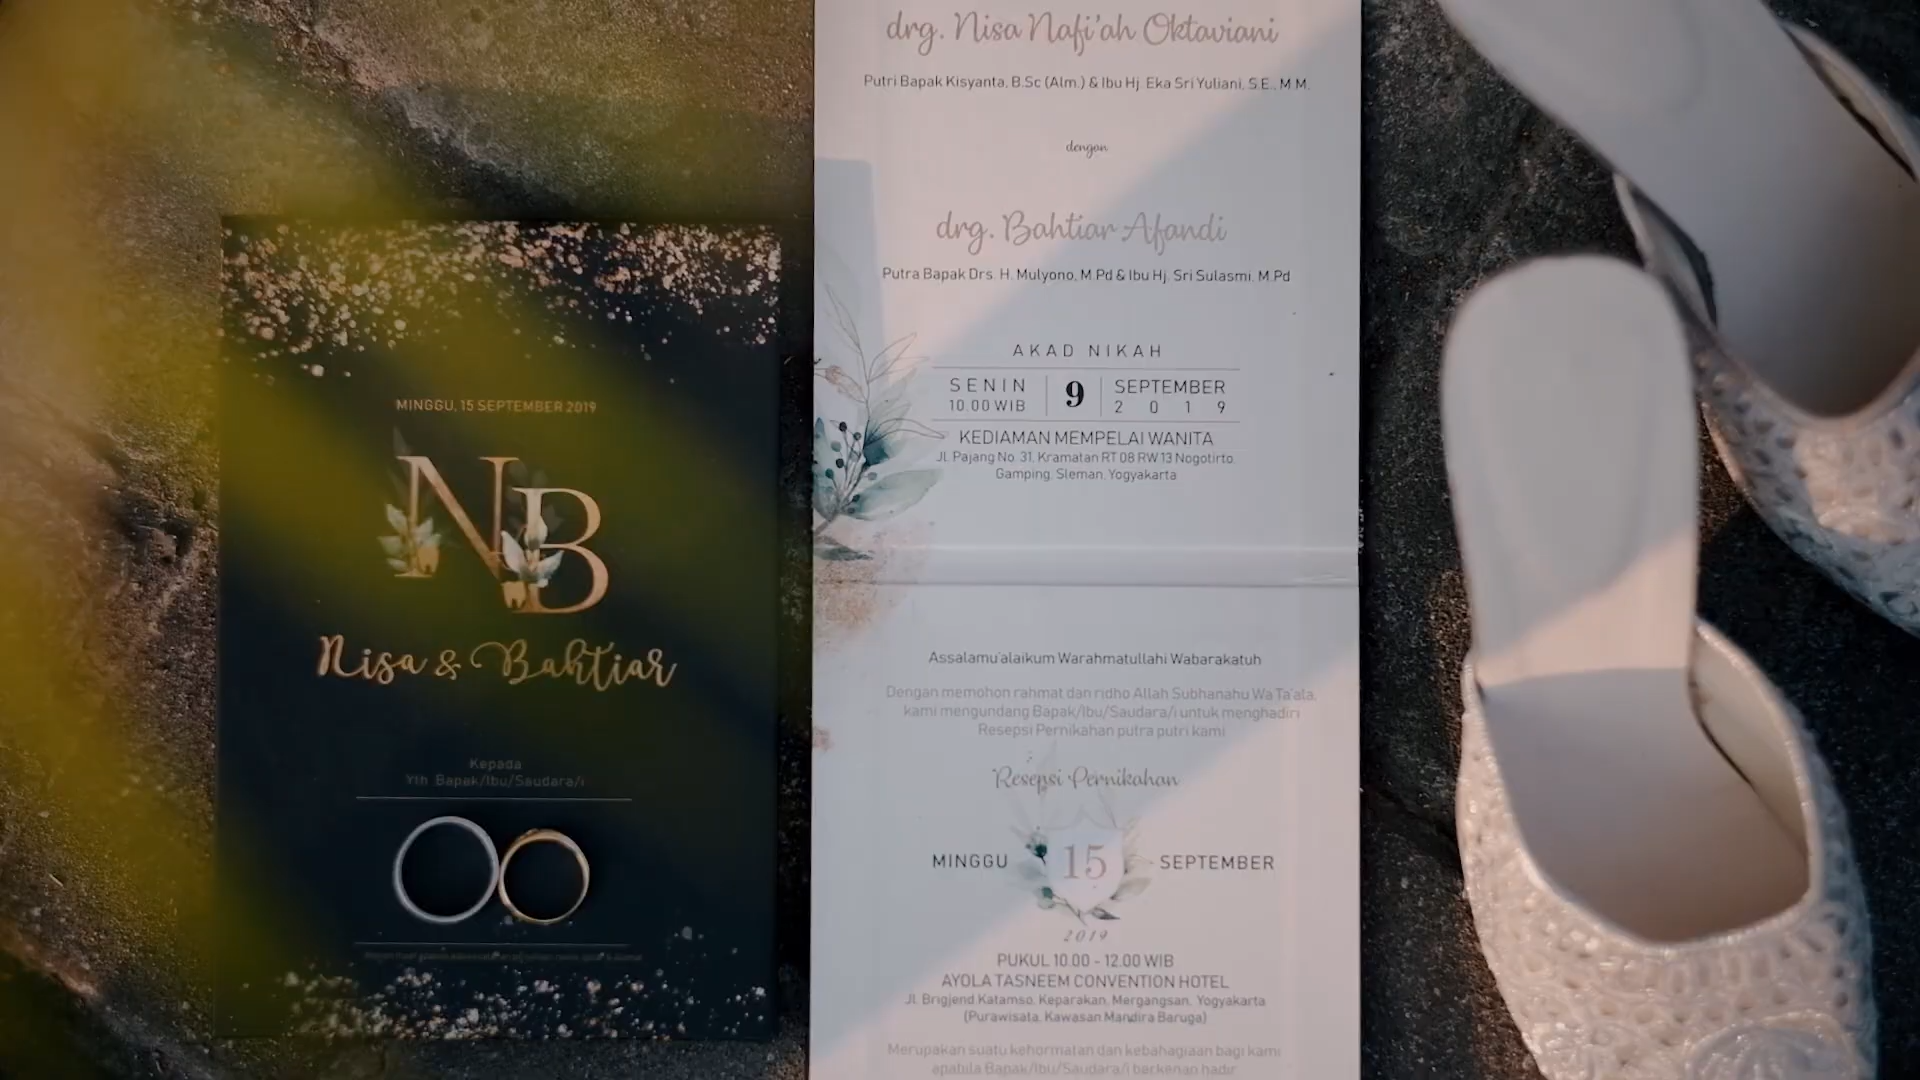 MINGGU, 15 SEPTEMBER 2019
NB
Nisa & Bahtiar
Kepada
Yth Bapak/Ibu/Saudara/i
drg. Nisa Nafi'ah Oktaviani
Putri Bapak Kisyanta, B.Sc (Alm.) & Ibu Hj. Eka Sri Yuliani, S.E., M.M.
dengan
drg. Bahtiar Afandi
Putra Bapak Drs. H. Mulyono, M.Pd & Ibu Hj. Sri Sulasmi, M.Pd
AKAD NIKAH
SENIN 9 SEPTEMBER
10.00 WIB 2019
KEDIAMAN MEMPELAI WANITA
Jl. Pajang No. 31, Kramatan RT 08 RW 13 Nogotirto,
Gamping, Sleman, Yogyakarta
Assalamu'alaikum Warahmatullahi Wabarakatuh
Dengan memohon rahmat dan ridho Allah Subhanahu Wa Ta'ala,
kami mengundang Bapak/Ibu/Saudara/i untuk menghadiri
Resepsi Pernikahan putra putri kami
Resepsi Pernikahan
MINGGU 15 SEPTEMBER
2019
PUKUL 10.00 - 12.00 WIB
AYOLA TASNEEM CONVENTION HOTEL
Jl. Brigjend Katamso, Keparakan, Mergangsan, Yogyakarta
(Purawisata, Kawasan Mandira Baruga)
Merupakan suatu kehormatan dan kebahagiaan bagi kami
apabila Bapak/Ibu/Saudara/i berkenan hadir